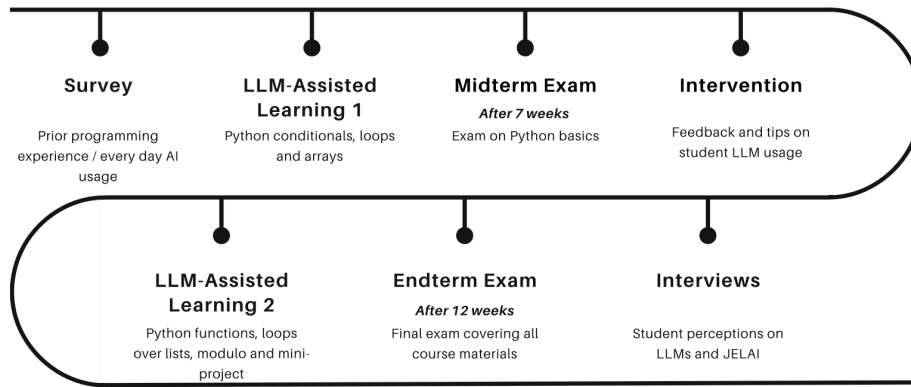 Survey
Prior programming
experience / every day AI
usage
LLM-Assisted
Learning 1
Python conditionals, loops
and arrays
Midterm Exam
After 7 weeks
Exam on Python basics
Intervention
Feedback and tips on
student LLM usage
LLM-Assisted
Learning 2
Python functions, loops
over lists, modulo and mini-
project
Endterm Exam
After 12 weeks
Final exam covering all
course materials
Interviews
Student perceptions on
LLMs and JELAI